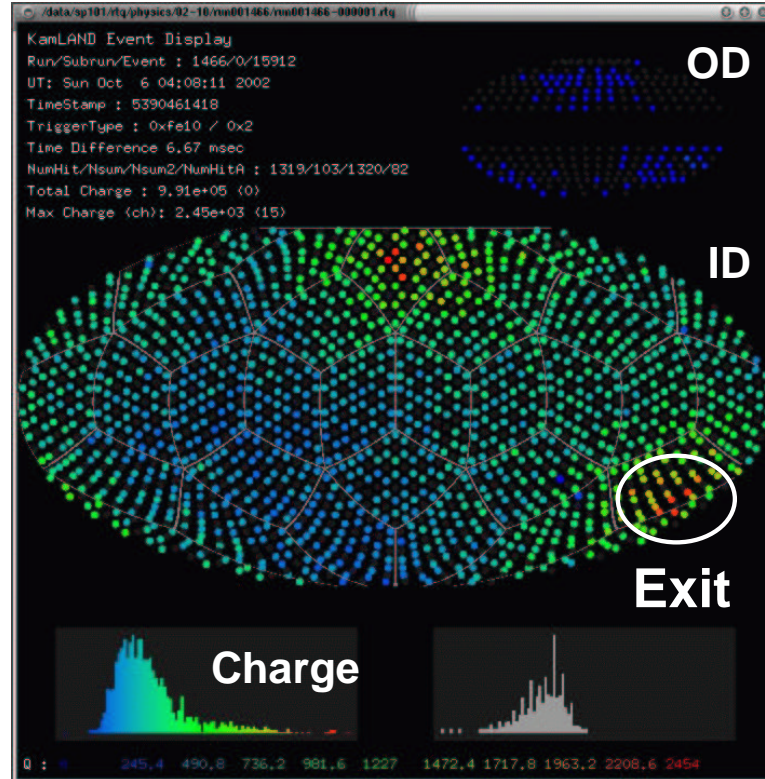 /data/sp101/rtq/physics/02-10/run001466/run001466-000001.rtq
KamLAND Event Display
Run/Subrun/Event : 1466/0/15912
UT: Sun Oct 6 04:08:11 2002
TimeStamp : 5390461418
TriggerType : 0xfe10 / 0x2
Time Difference 6.67 msec
NumHit/Nsum/Nsum2/NumHitA : 1319/103/1320/82
Total Charge : 9.91e+05 (0)
Max Charge (ch): 2.45e+03 (15)
OD
ID
Exit
Charge
Q : 245.4 490.8 736.2 981.6 1227 1472.4 1717.8 1963.2 2208.6 2454